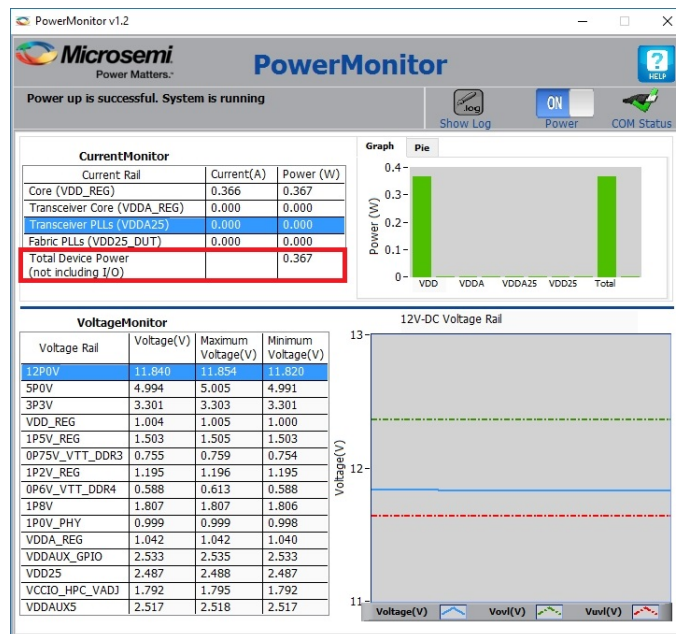 PowerMonitor v1.2
Microsemi
Power Matters.™
PowerMonitor
HELP
Power up is successful. System is running
.log
Show Log
ON
Power
COM Status
CurrentMonitor
Current Rail Current(A) Power (W)
Core (VDD_REG) 0.366 0.367
Transceiver Core (VDDA_REG) 0.000 0.000
Transceiver PLLs (VDDA25) 0.000 0.000
Fabric PLLs (VDD25_DUT) 0.000 0.000
Total Device Power 0.367
(not including I/O)
Graph Pie
Power (W)
0.4
0.3
0.2
0.1
0
VDD VDDA VDDA25 VDD25 Total
VoltageMonitor
Voltage Rail Voltage(V) Maximum Voltage(V) Minimum Voltage(V)
12P0V 11.840 11.854 11.820
5P0V 4.994 5.005 4.991
3P3V 3.301 3.303 3.301
VDD_REG 1.004 1.005 1.000
1P5V_REG 1.503 1.505 1.503
0P75V_VTT_DDR3 0.755 0.759 0.754
1P2V_REG 1.195 1.196 1.195
0P6V_VTT_DDR4 0.588 0.613 0.588
1P8V 1.807 1.807 1.806
1P0V_PHY 0.999 0.999 0.998
VDDA_REG 1.042 1.042 1.040
VDDAUX_GPIO 2.533 2.535 2.533
VDD25 2.487 2.488 2.487
VCCIO_HPC_VADJ 1.792 1.795 1.792
VDDAUX5 2.517 2.518 2.517
12V-DC Voltage Rail
Voltage(V)
13
12
11
Voltage(V) Vovl(V) Vuvl(V)